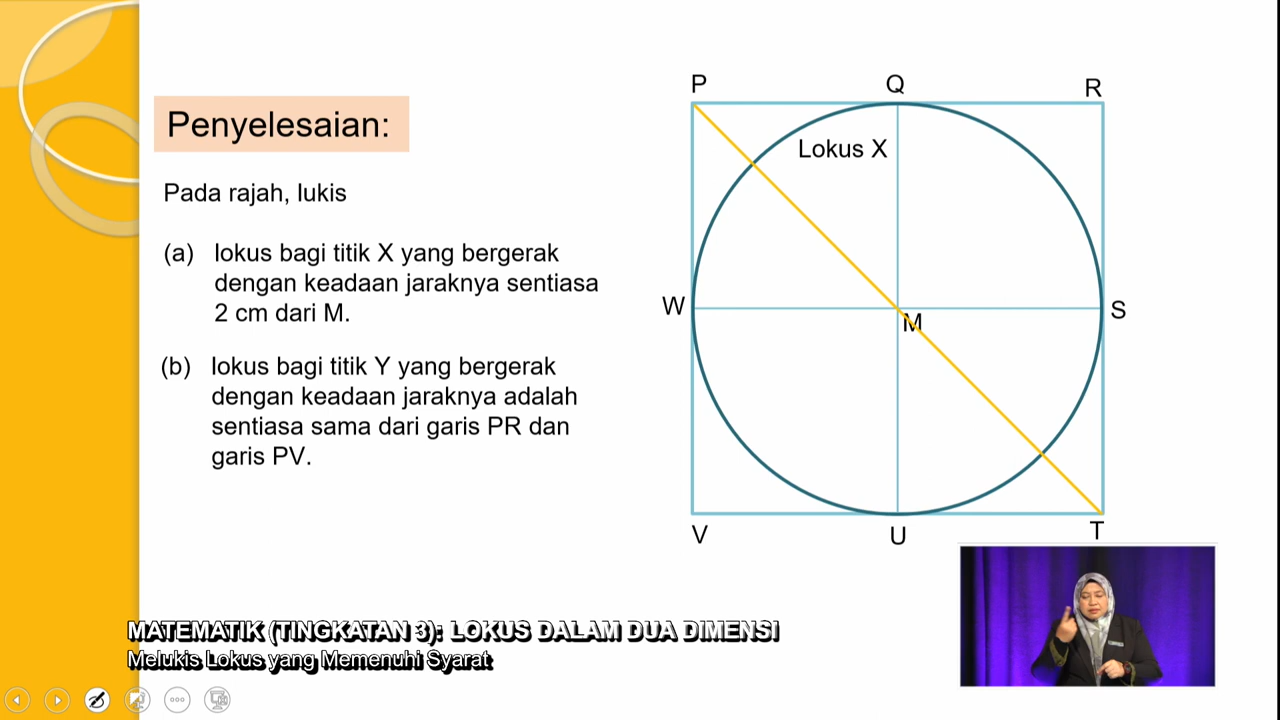 Penyelesaian:
Pada rajah, lukis
(a) lokus bagi titik X yang bergerak
dengan keadaan jaraknya sentiasa
2 cm dari M.
(b) lokus bagi titik Y yang bergerak
dengan keadaan jaraknya adalah
sentiasa sama dari garis PR dan
garis PV.
P
Q
R
Lokus X
W
M
S
V
U
T
MATEMATIK (TINGKATAN 3): LOKUS DALAM DUA DIMENSI
Melukis Lokus yang Memenuhi Syarat